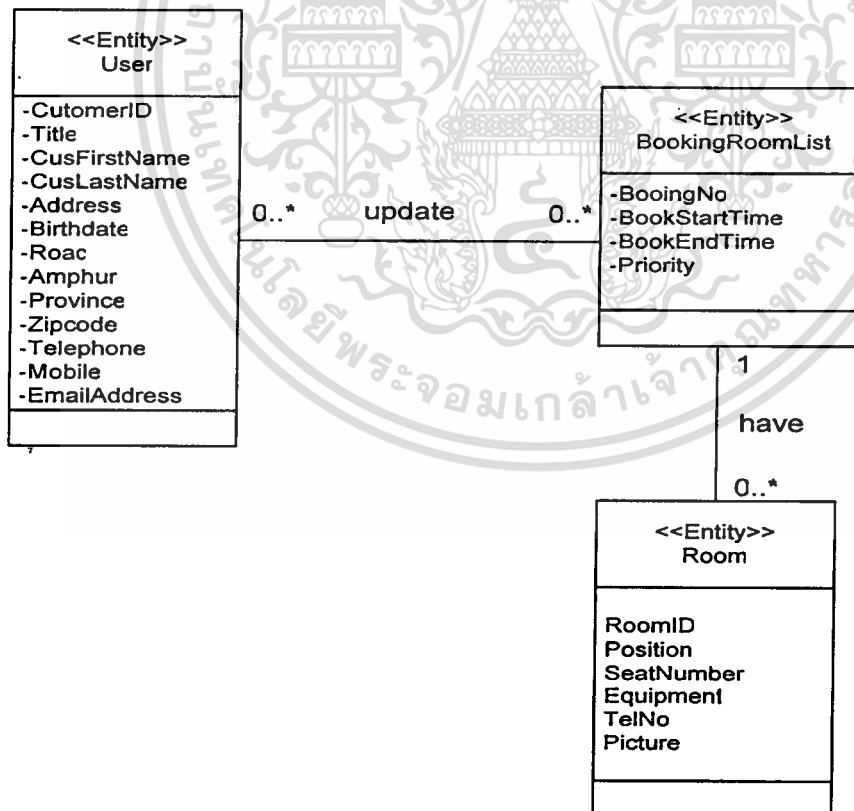 <<Entity>>
User
-CutomerID
-Title
-CusFirstName
-CusLastName
-Address
-Birthdate
-Roac
-Amphur
-Province
-Zipcode
-Telephone
-Mobile
-EmailAddress
0..*
update
0..*
<<Entity>>
BookingRoomList
-BooingNo
-BookStartTime
-BookEndTime
-Priority
1
have
0..*
<<Entity>>
Room
RoomID
Position
SeatNumber
Equipment
TelNo
Picture